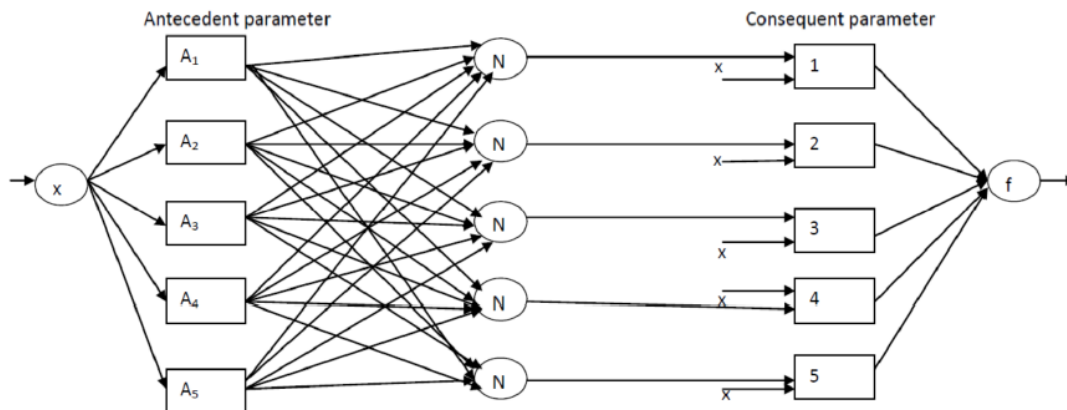 Antecedent parameter
Consequent parameter
A1
N
x
1
A2
N
x
2
x
A3
N
x
3
f
A4
N
x
4
A5
N
x
5